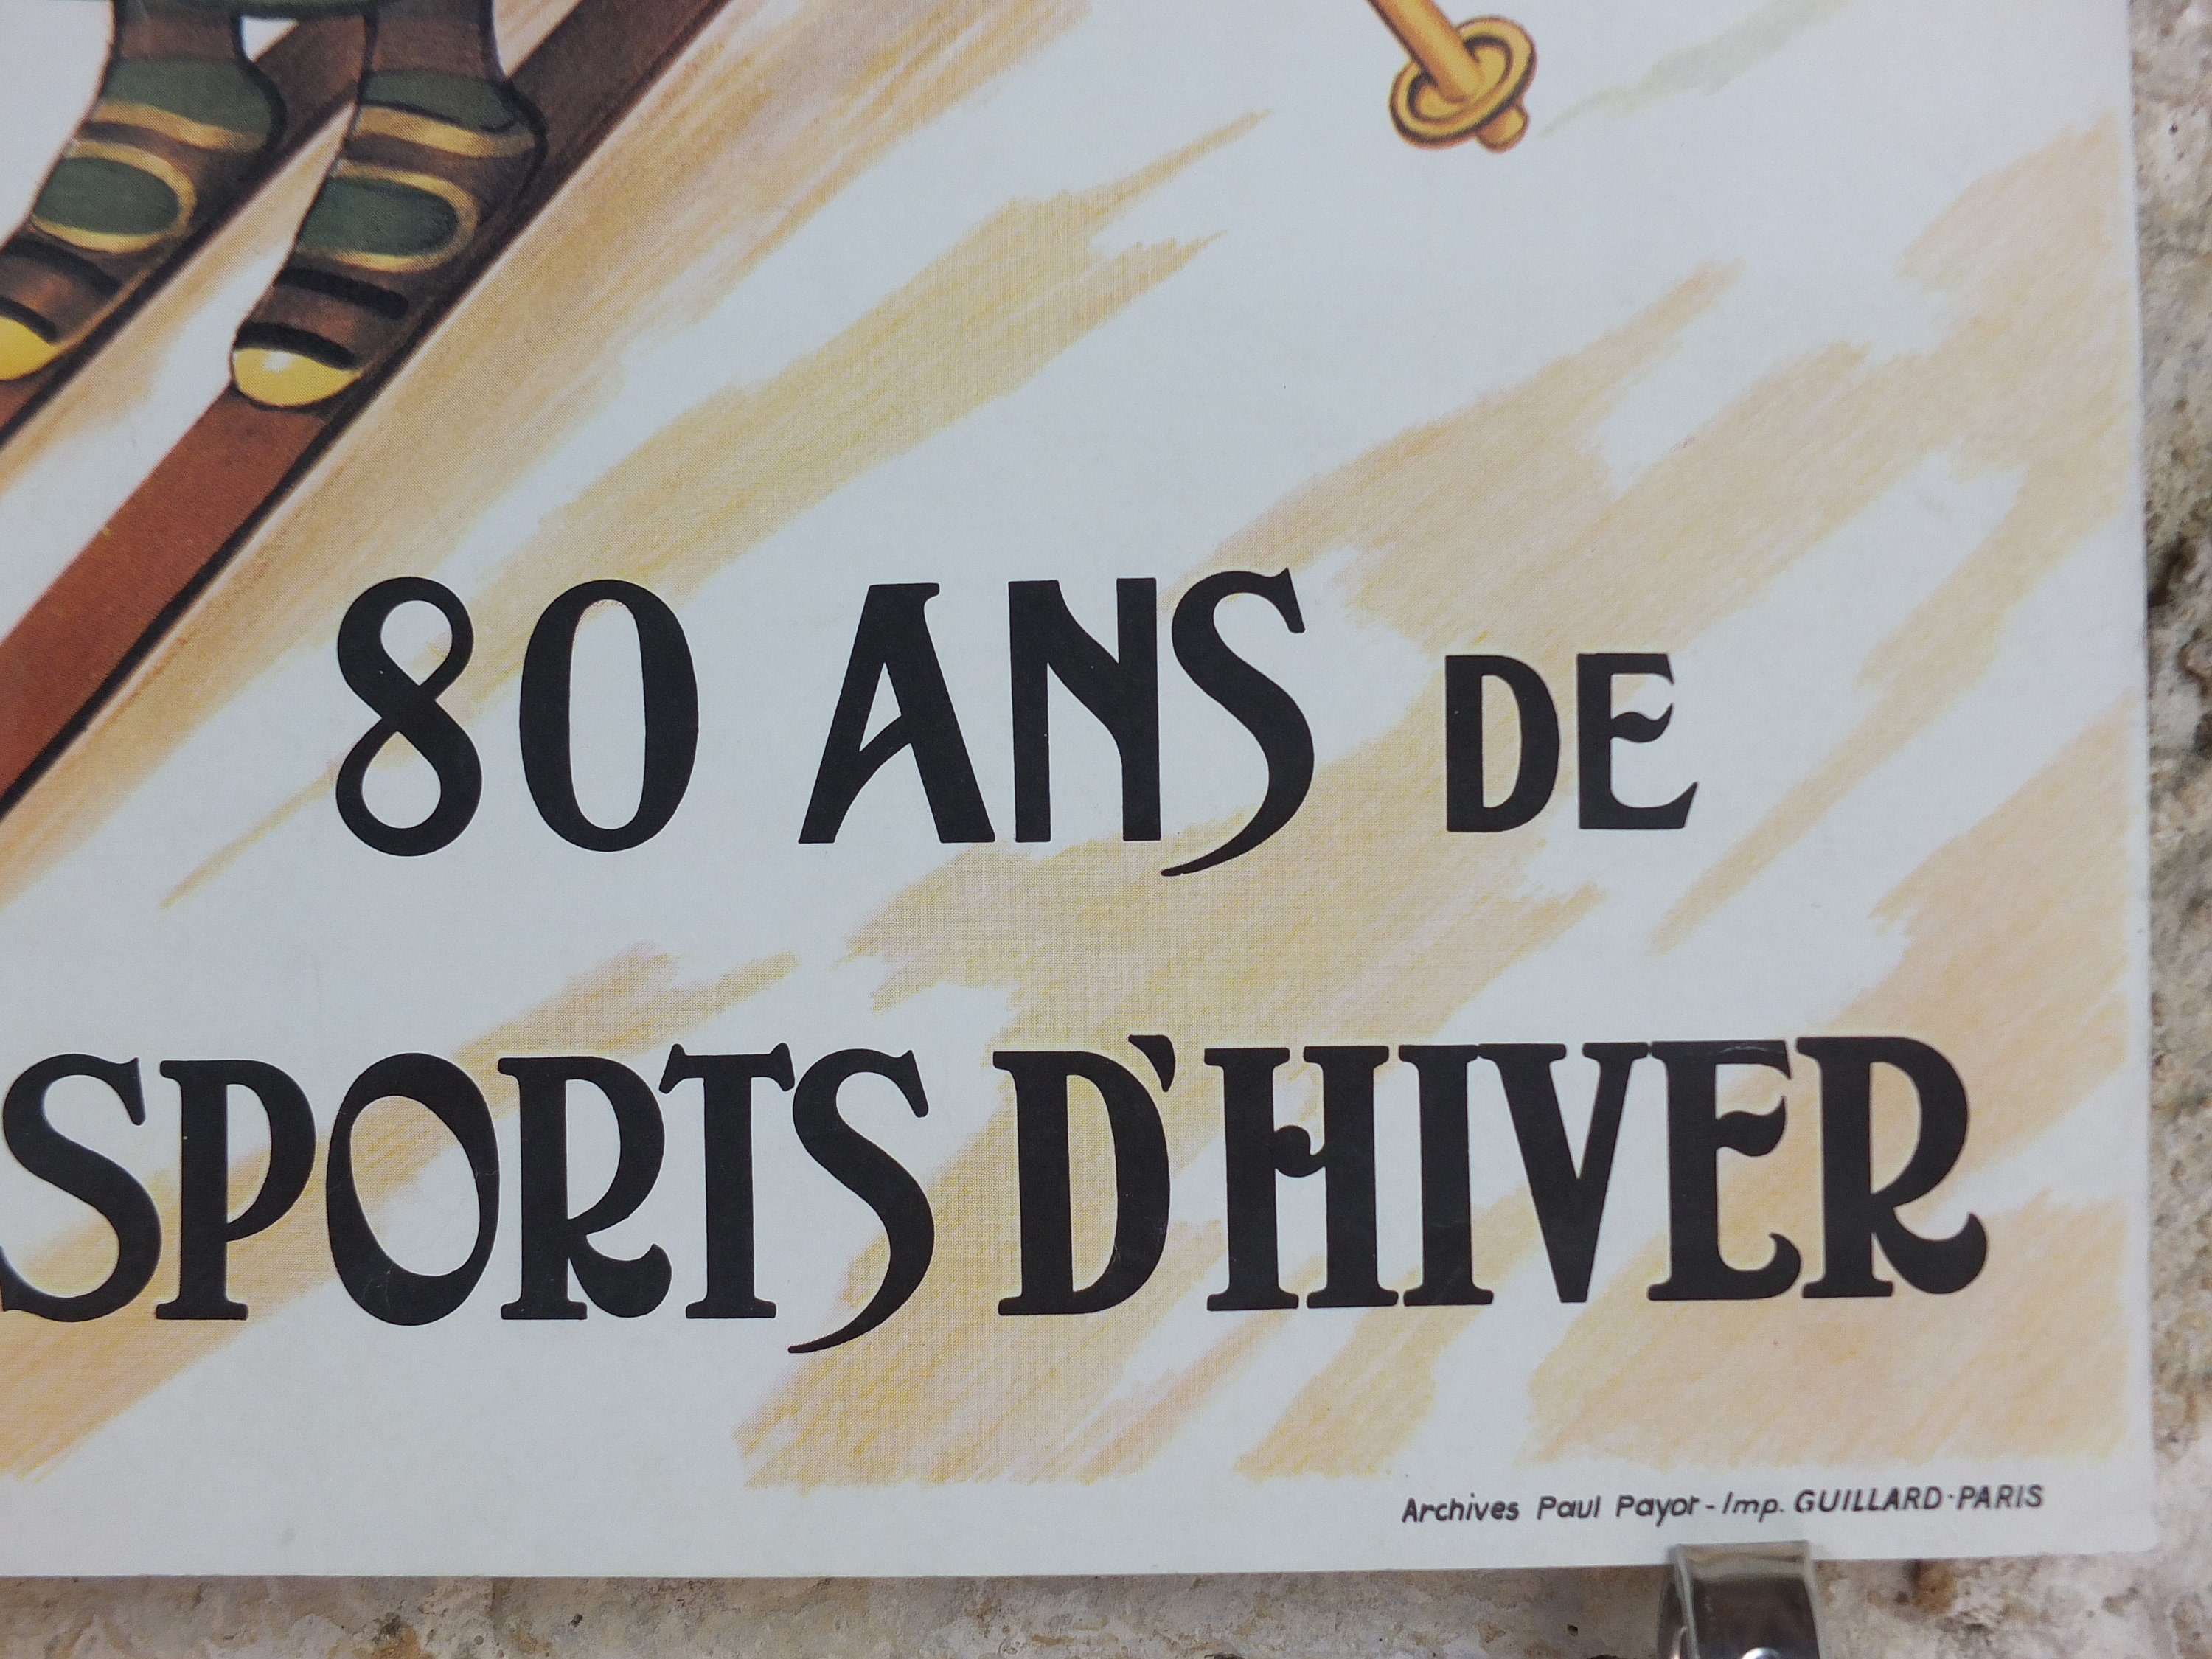 80 ANS DE
SPORTS D'HIVER
Archives Paul Payot - Imp. GUILLARD-PARIS